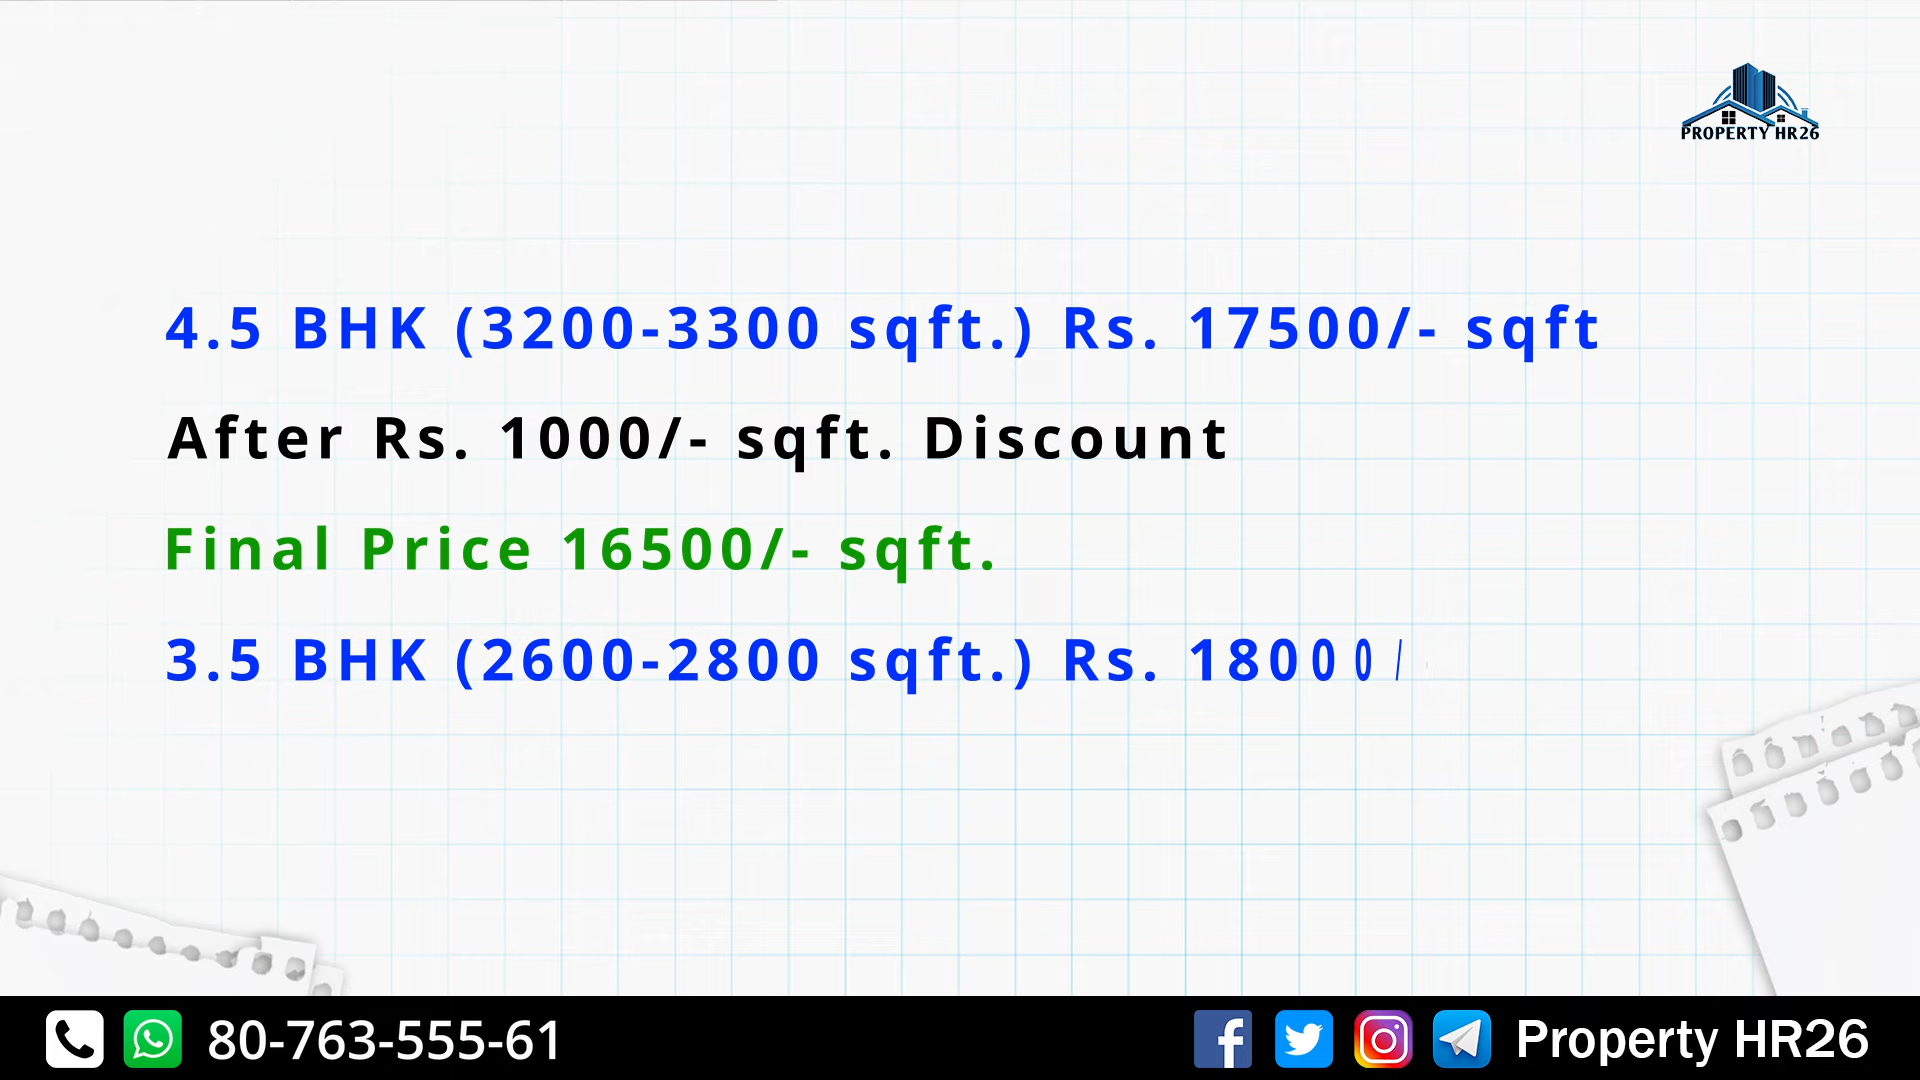 PROPERTY HR26
4.5 BHK (3200-3300 sqft.) Rs. 17500/- sqft
After Rs. 1000/- sqft. Discount
Final Price 16500/- sqft.
3.5 BHK (2600-2800 sqft.) Rs. 18000/
80-763-555-61
Property HR26